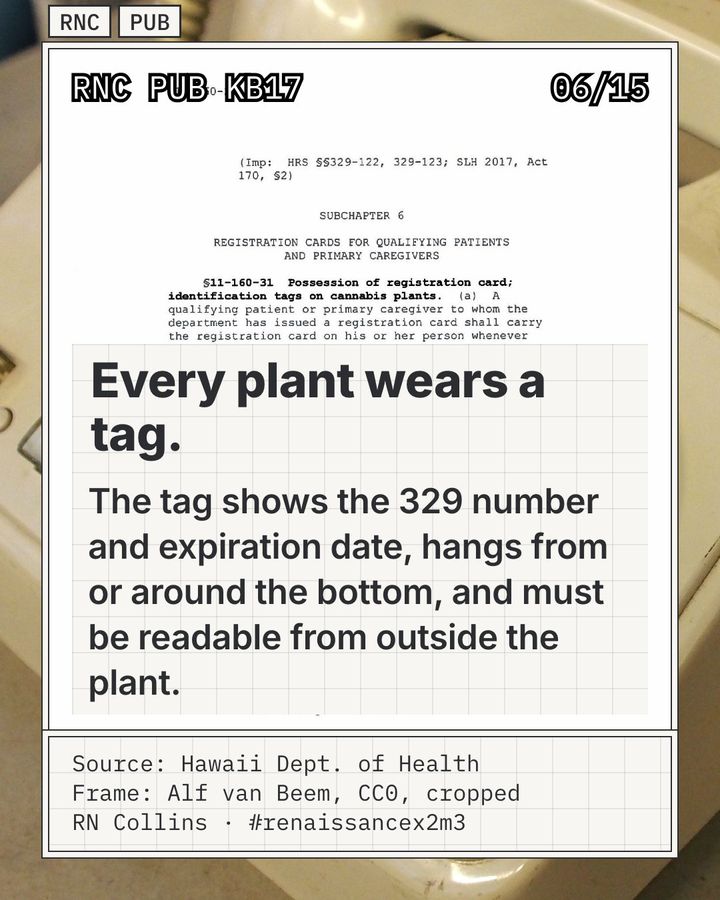 RNC PUB
RNC PUB KB17 06/15
(Imp: HRS §§329-122, 329-123; SLH 2017, Act
170, §2)
SUBCHAPTER 6
REGISTRATION CARDS FOR QUALIFYING PATIENTS
AND PRIMARY CAREGIVERS
§11-160-31 Possession of registration card;
identification tags on cannabis plants. (a) A
qualifying patient or primary caregiver to whom the
department has issued a registration card shall carry
the registration card on his or her person whenever
Every plant wears a
tag.
The tag shows the 329 number
and expiration date, hangs from
or around the bottom, and must
be readable from outside the
plant.
Source: Hawaii Dept. of Health
Frame: Alf van Beem, CC0, cropped
RN Collins · #renaissancex2m3